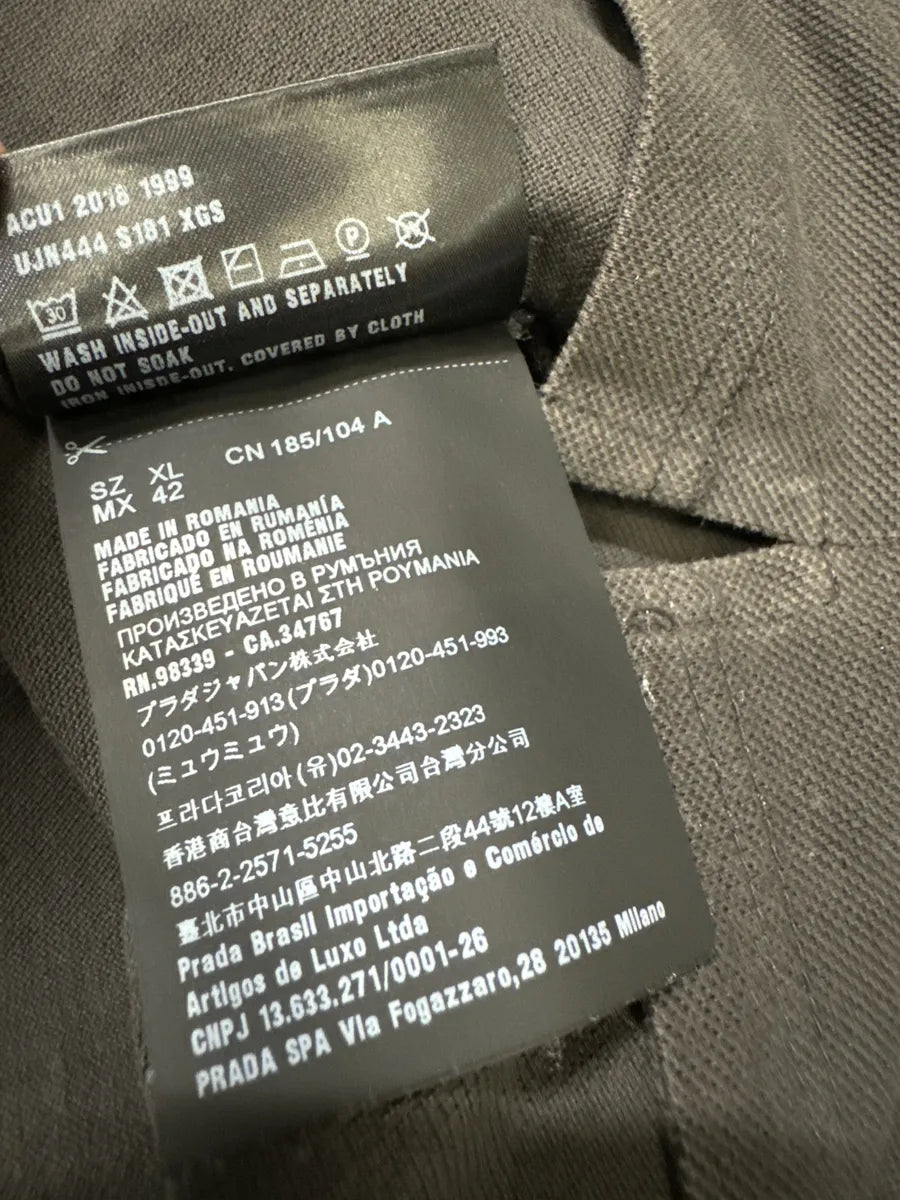 ACU1 2018 1999
UJN444 S181 XGS
30 P W
WASH INSIDE-OUT AND SEPARATELY
DO NOT SOAK
IRON INISDE-OUT, COVERED BY CLOTH
SZ XL CN 185/104 A
MX 42
MADE IN ROMANIA
FABRICADO EN RUMANÍA
FABRICADO NA ROMÊNIA
FABRIQUÉ EN ROUMANIE
ПРОИЗВЕДЕНО В РУМЪНИЯ
ΚΑΤΑΣΚΕΥΑΖΕΤΑΙ ΣΤΗ ΡΟΥΜΑΝΙΑ
RN.98339 - CA.34767
プラダジャパン株式会社
0120-451-913(プラダ)0120-451-993
(ミュウミュウ)
프라다코리아(유)02-3443-2323
香港商台灣意比有限公司台灣分公司
886-2-2571-5255
臺北市中山區中山北路二段44號12樓A室
Prada Brasil Importação e Comércio de
Artigos de Luxo Ltda
CNPJ 13.633.271/0001-26
PRADA SPA Via Fogazzaro,28 20135 Milano